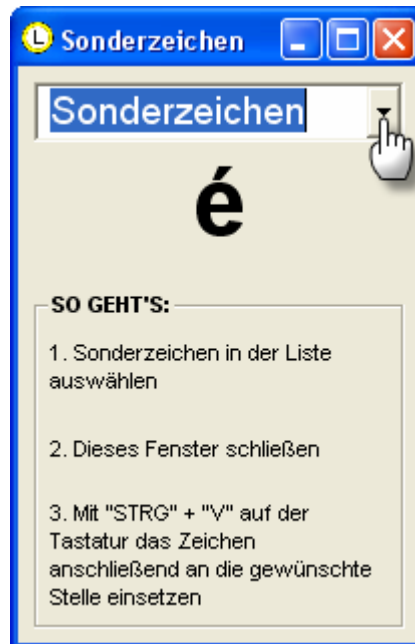 L Sonderzeichen
Sonderzeichen
é
SO GEHT'S:
1. Sonderzeichen in der Liste
auswählen
2. Dieses Fenster schließen
3. Mit "STRG" + "V" auf der
Tastatur das Zeichen
anschließend an die gewünschte
Stelle einsetzen